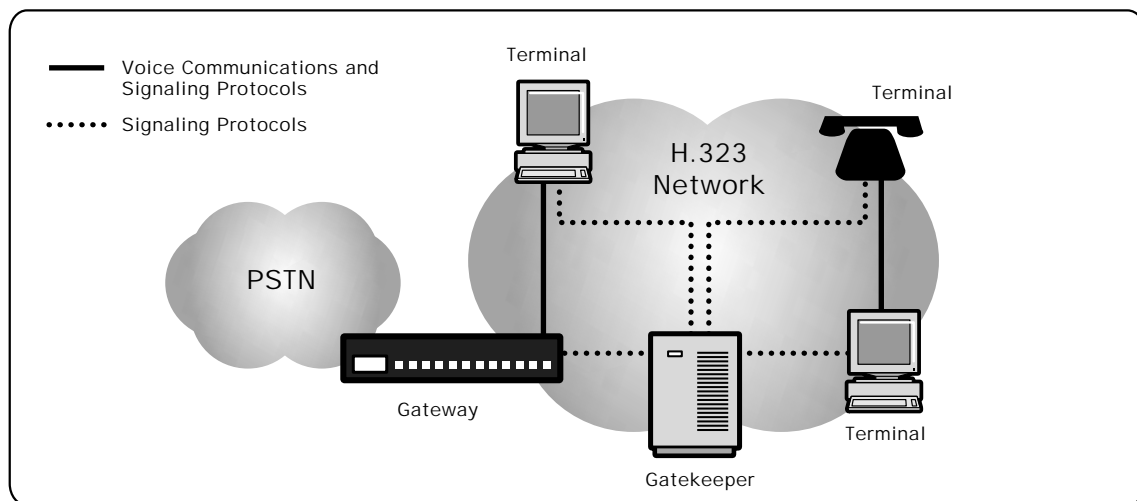 Terminal
Voice Communications and
Signaling Protocols
Terminal
Signaling Protocols
H.323
Network
PSTN
Gateway
Terminal
Gatekeeper